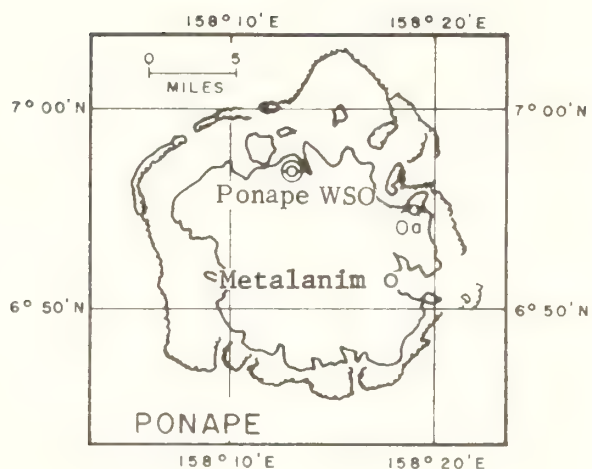 158° 10' E
158° 20' E
0 5
MILES
7° 00' N
7° 00' N
Ponape WSO
Oa
Metalanim
6° 50' N
6° 50' N
PONAPE
158° 10' E
158° 20' E